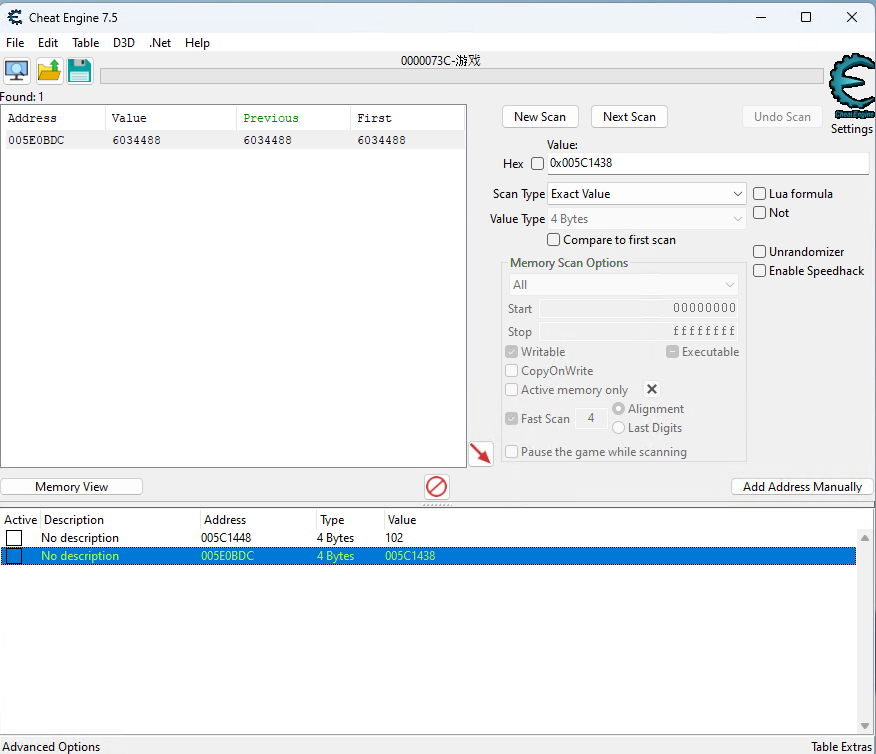 Cheat Engine 7.5
File Edit Table D3D .Net Help
0000073C-游戏
Found: 1
Address Value Previous First
005E0BDC 6034488 6034488 6034488
New Scan Next Scan Undo Scan
Cheat Engine
Settings
Value:
Hex 0x005C1438
Scan Type Exact Value Lua formula
Not
Value Type 4 Bytes
Compare to first scan
Unrandomizer
Enable Speedhack
Memory Scan Options
All
Start 00000000
Stop ffffffff
Writable Executable
CopyOnWrite
Active memory only
Fast Scan 4 Alignment
Last Digits
Pause the game while scanning
Memory View Add Address Manually
Active Description Address Type Value
No description 005C1448 4 Bytes 102
No description 005E0BDC 4 Bytes 005C1438
Advanced Options Table Extras